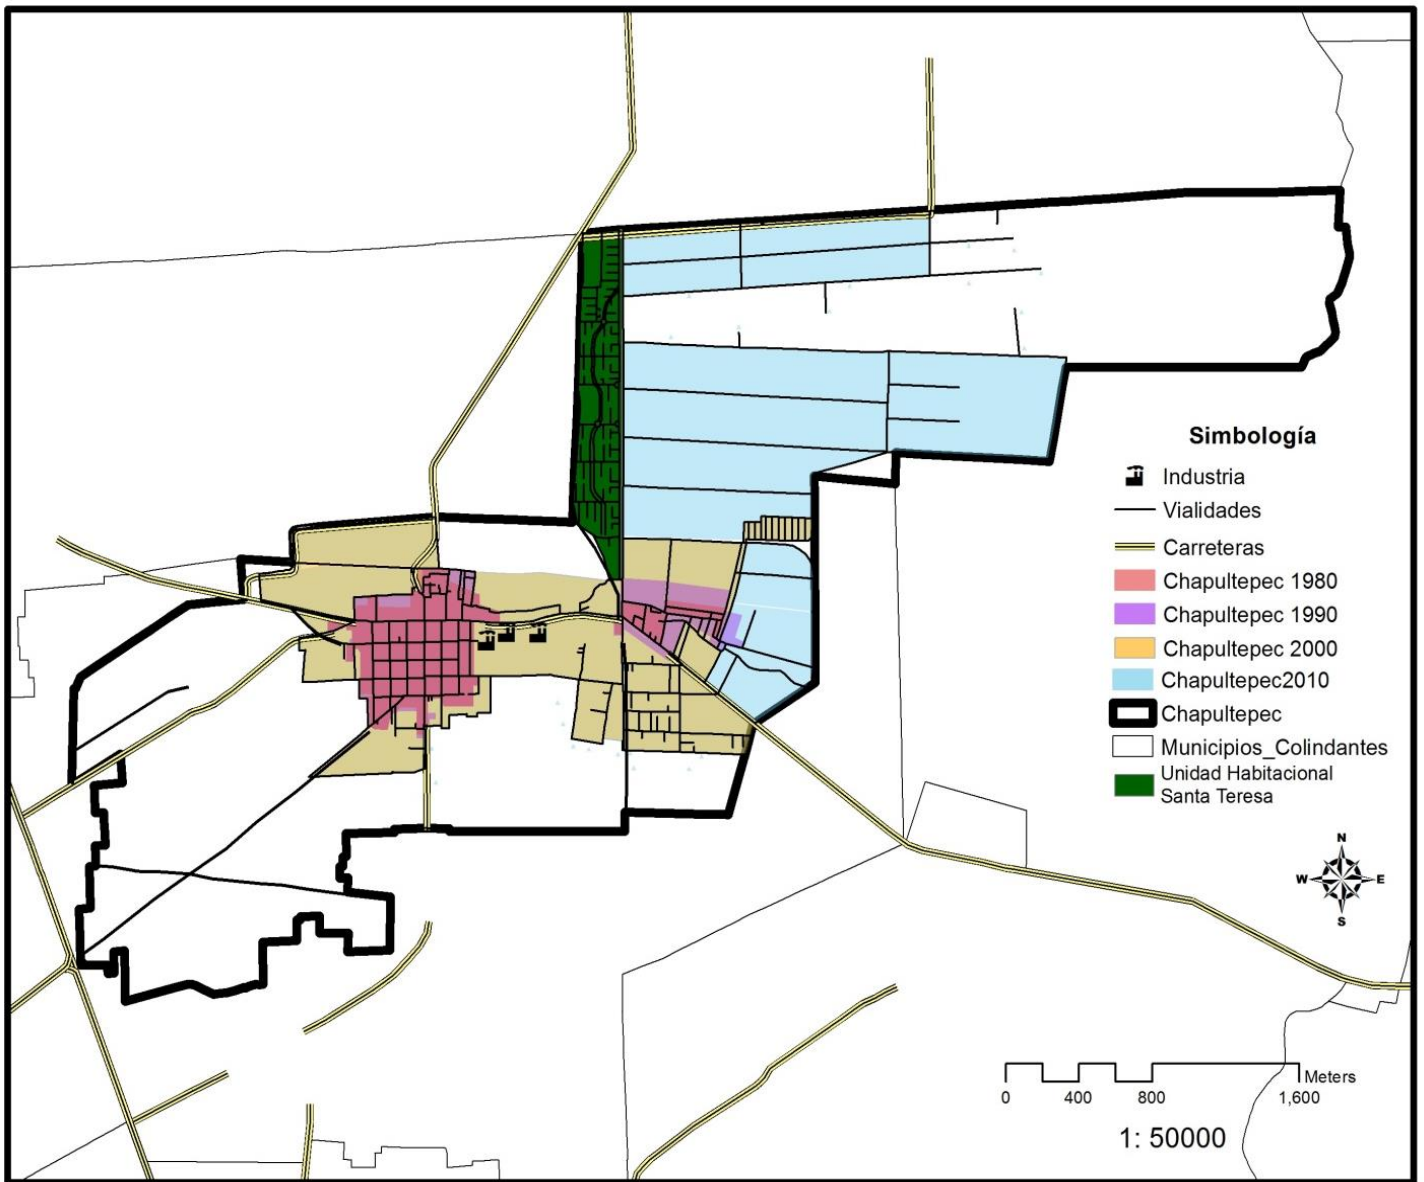 Simbología
Industria
Vialidades
Carreteras
Chapultepec 1980
Chapultepec 1990
Chapultepec 2000
Chapultepec2010
Chapultepec
Municipios_Colindantes
Unidad Habitacional
Santa Teresa
N
W E
S
Meters
0 400 800 1,600
1: 50000